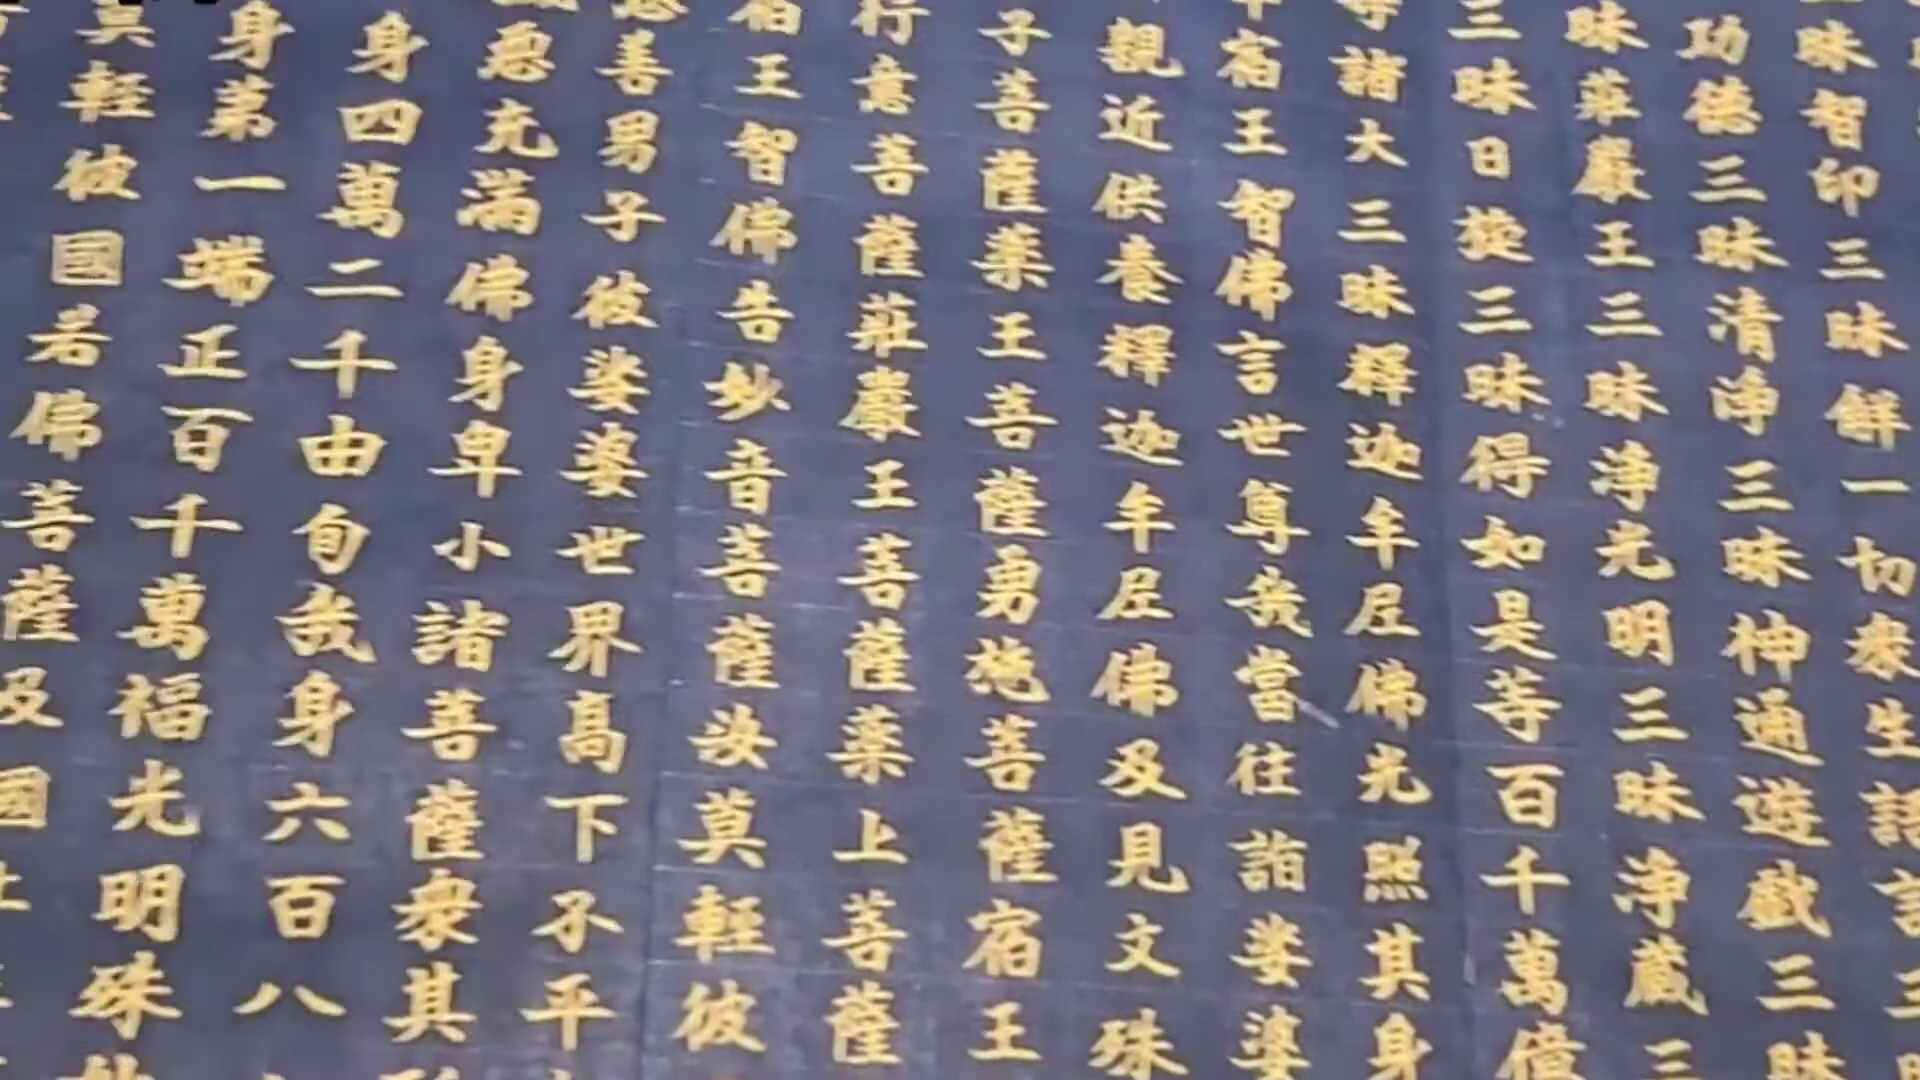 三昧智印三昧解一切衆生語言三
功德三昧清淨三昧神通遊戲三昧
昧莊嚴王三昧淨光明三昧淨藏三
三昧日旋三昧得如是等百千萬億
等諸大三昧釋迦牟尼佛光照其身
宿王智佛言世尊我當往詣娑婆
親近供養釋迦牟尼佛及見文殊
子菩薩藥王菩薩勇施菩薩宿王
行意菩薩莊嚴王菩薩藥上菩薩
宿王智佛告妙音菩薩汝莫輕彼
善男子彼娑婆世界高下不平
惡充滿佛身卑小諸菩薩衆其
身四萬二千由旬我身六百八
身第一端正百千萬福光明殊
莫輕彼國若佛菩薩及國